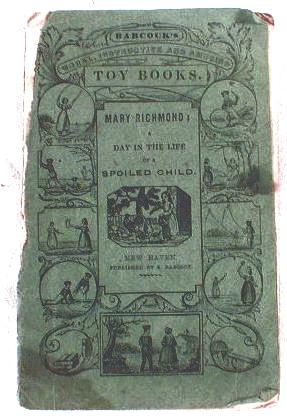 BABCOCK'S
MORAL, INSTRUCTIVE AND AMUSING
TOY BOOKS.
MARY RICHMOND;
A
DAY IN THE LIFE
OF A
SPOILED CHILD.
NEW HAVEN.
PUBLISHED BY S. BABCOCK.